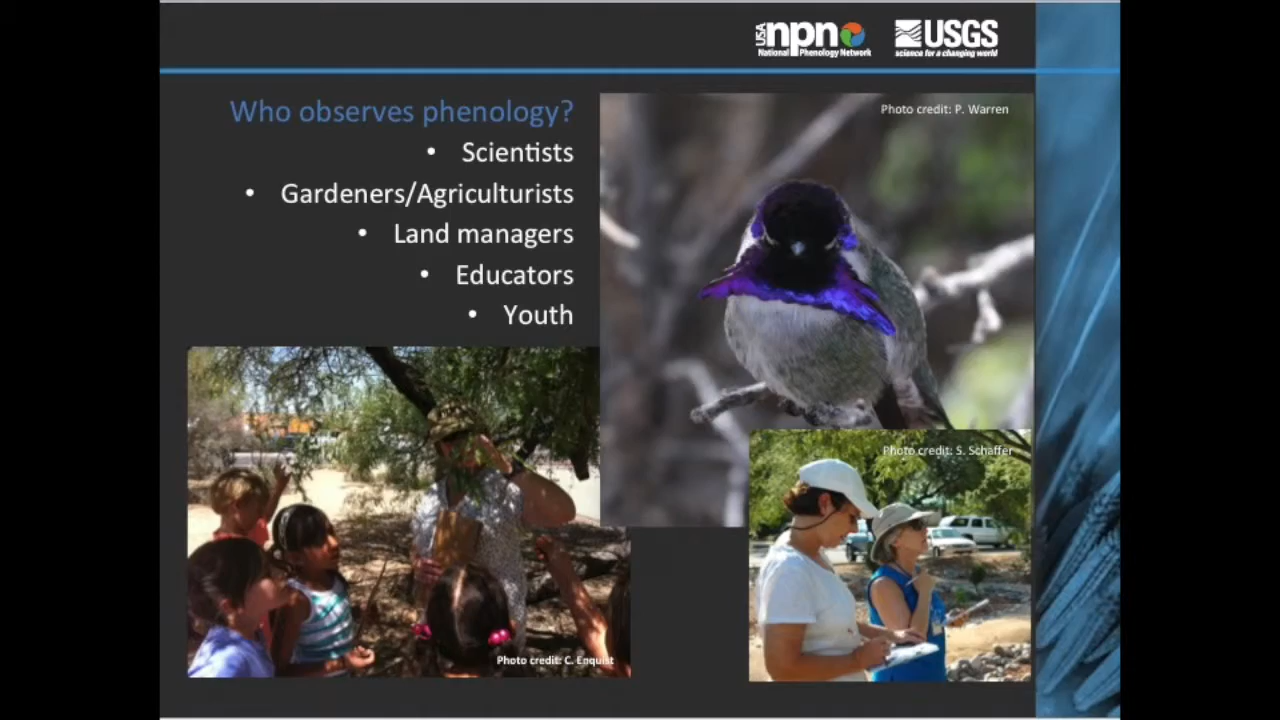 USA npn
National Phenology Network
USGS
science for a changing world
Who observes phenology?
• Scientists
• Gardeners/Agriculturists
• Land managers
• Educators
• Youth
Photo credit: P. Warren
Photo credit: S. Schaffer
Photo credit: C. Enquist